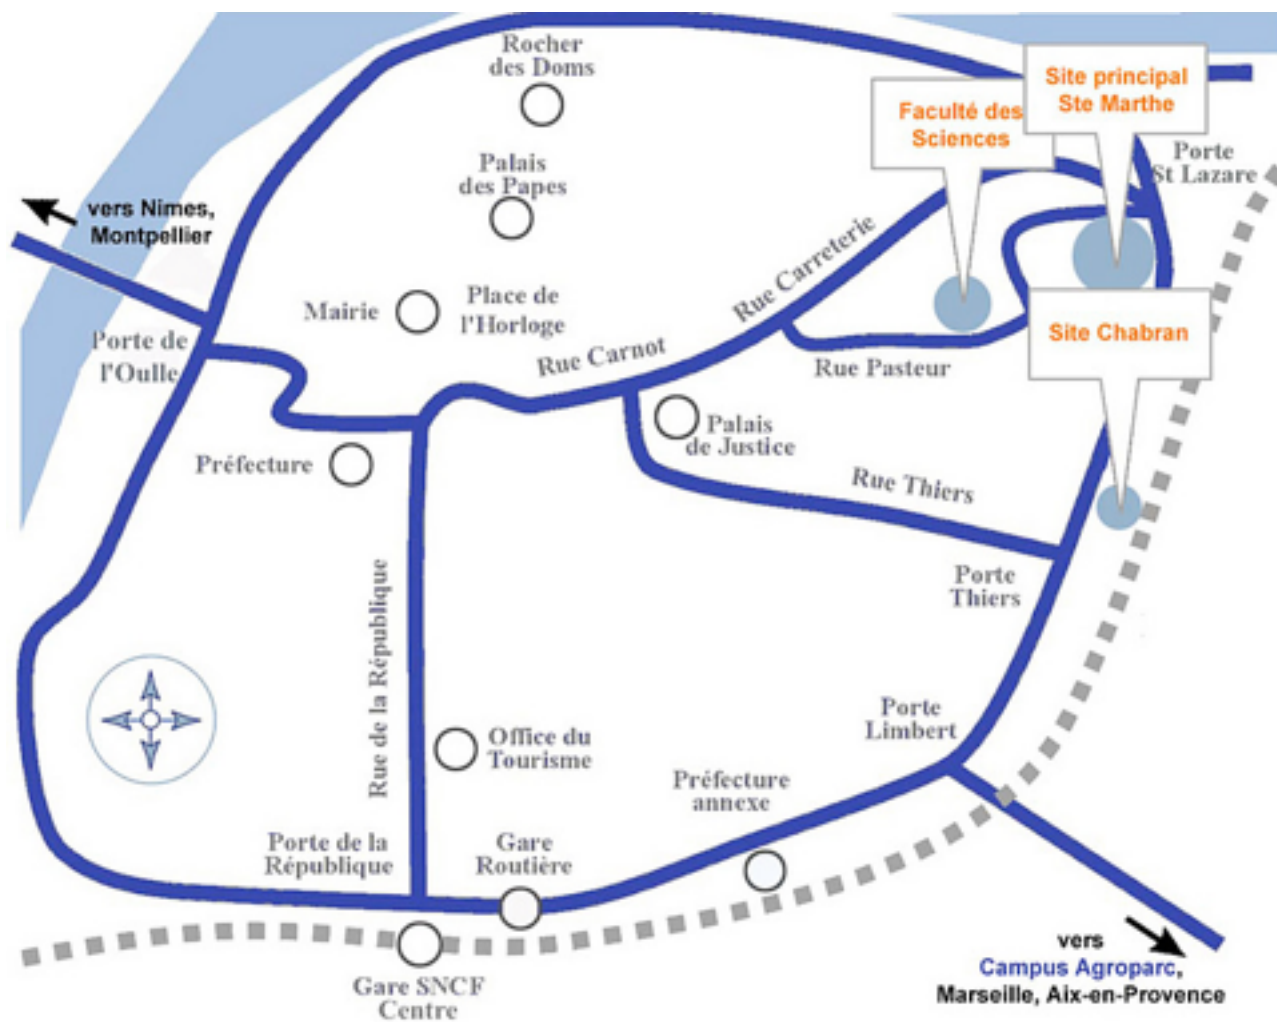 Rocher
des Doms
Site principal
Ste Marthe
Faculté des
Sciences
Porte
St Lazare
Palais
des Papes
vers Nimes,
Montpellier
Rue Carreterie
Mairie
Place de
l'Horloge
Site Chabran
Porte de
l'Oulle
Rue Carnot
Rue Pasteur
Palais
de Justice
Préfecture
Rue Thiers
Porte
Thiers
Rue de la République
Porte
Limbert
Office du
Tourisme
Préfecture
annexe
Porte de la
République
Gare
Routière
vers
Campus Agroparc,
Marseille, Aix-en-Provence
Gare SNCF
Centre